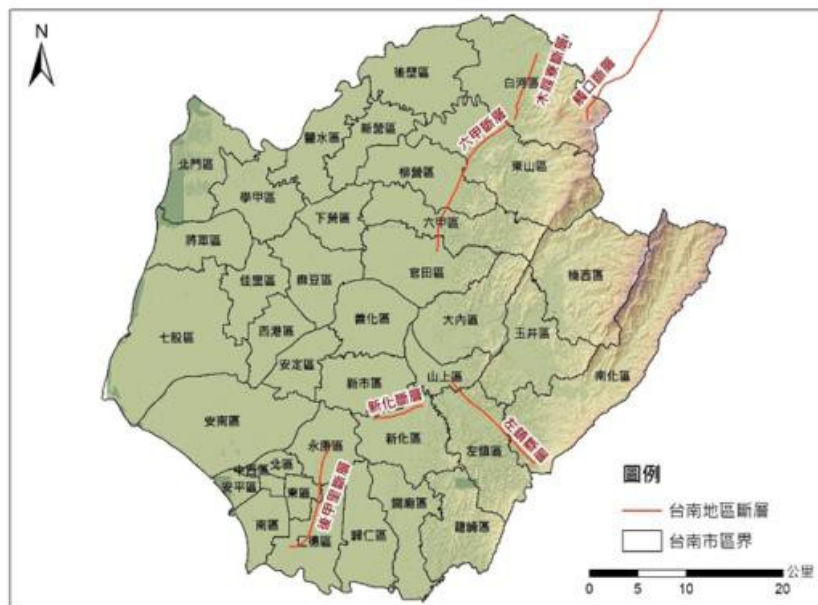 N
後壁區
白河區
木屐寮斷層
觸口斷層
鹽水區
新營區
六甲斷層
北門區
柳營區
東山區
學甲區
下營區
六甲區
將軍區
官田區
佳里區
麻豆區
楠西區
七股區
西港區
善化區
大內區
玉井區
安定區
新市區
山上區
南化區
安南區
新化斷層
新化區
左鎮區
左鎮斷層
永康區
中西區
北區
安平區
東區
後甲里斷層
南區
仁德區
歸仁區
關廟區
龍崎區
圖例
台南地區斷層
台南市區界
公里
0 5 10 20